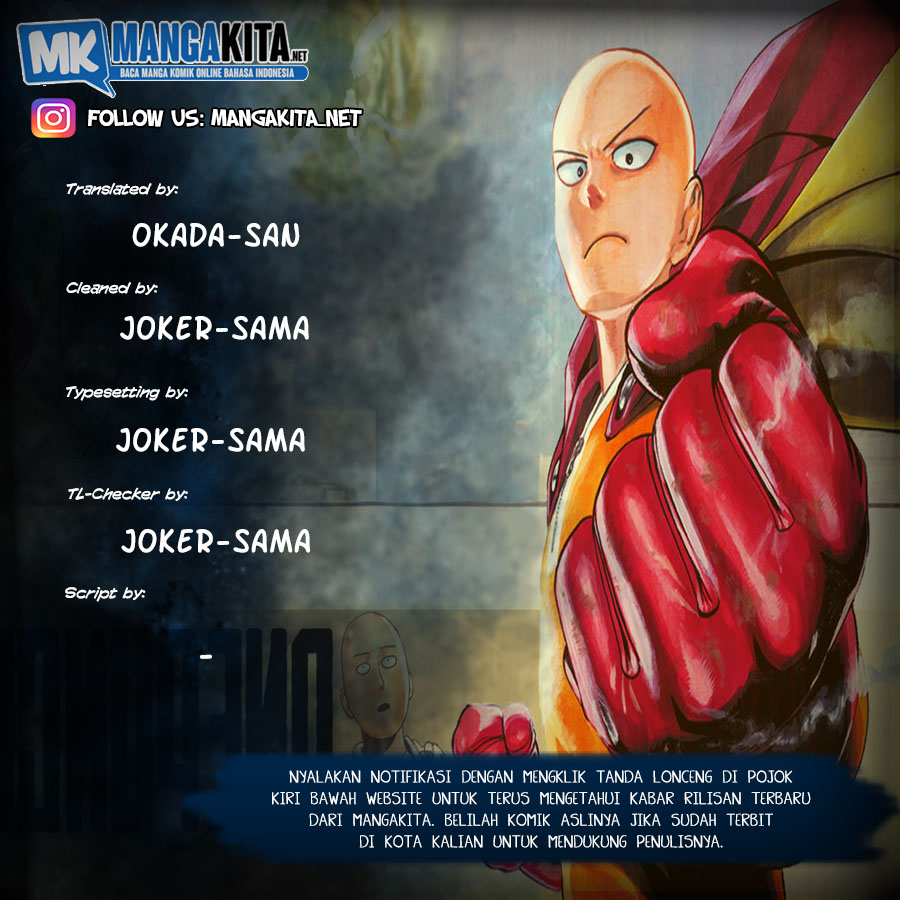 MK MANGAKITA.NET
BACA MANGA KOMIK ONLINE BAHASA INDONESIA
FOLLOW US: MANGAKITA_NET
Translated by:
OKADA-SAN
Cleaned by:
JOKER-SAMA
Typesetting by:
JOKER-SAMA
TL-Checker by:
JOKER-SAMA
Script by:
-
NYALAKAN NOTIFIKASI DENGAN MENGKLIK TANDA LONCENG DI POJOK
KIRI BAWAH WEBSITE UNTUK TERUS MENGETAHUI KABAR RILISAN TERBARU
DARI MANGAKITA. BELILAH KOMIK ASLINYA JIKA SUDAH TERBIT
DI KOTA KALIAN UNTUK MENDUKUNG PENULISNYA.